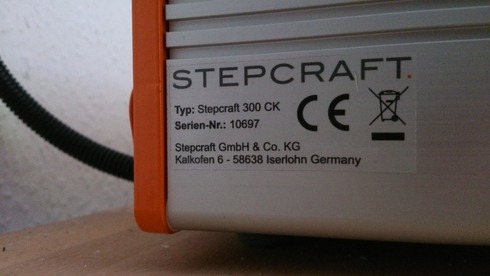 STEPCRAFT.
Typ: Stepcraft 300 CK
Serien-Nr.: 10697
CE
Stepcraft GmbH & Co. KG
Kalkofen 6 - 58638 Iserlohn Germany